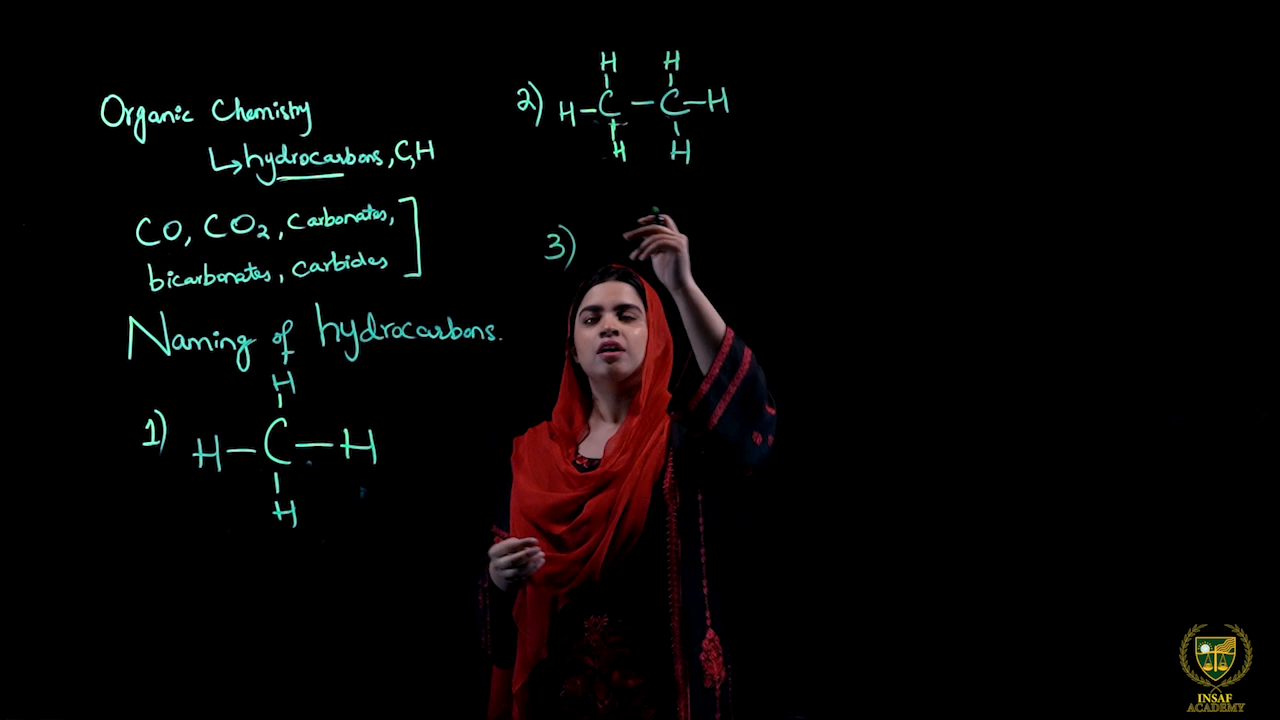 Organic Chemistry
↳ hydrocarbons, C,H
CO, CO₂, carbonates,
bicarbonates, carbides
Naming of hydrocarbons.
H
1) H–C–H
H
H H
2) H–C–C–H
H H
3)
INSAF
ACADEMY